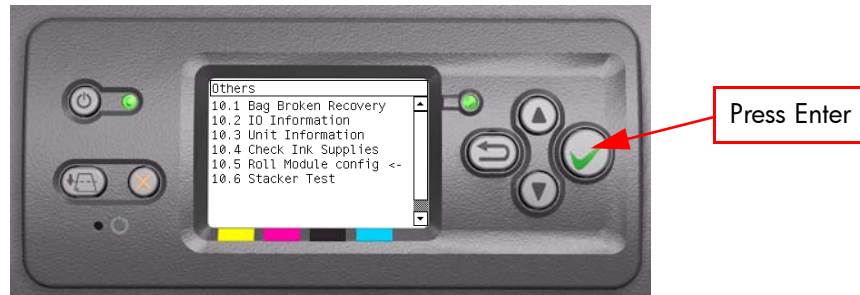 Others
10.1 Bag Broken Recovery
10.2 IO Information
10.3 Unit Information
10.4 Check Ink Supplies
10.5 Roll Module config <-
10.6 Stacker Test
Press Enter